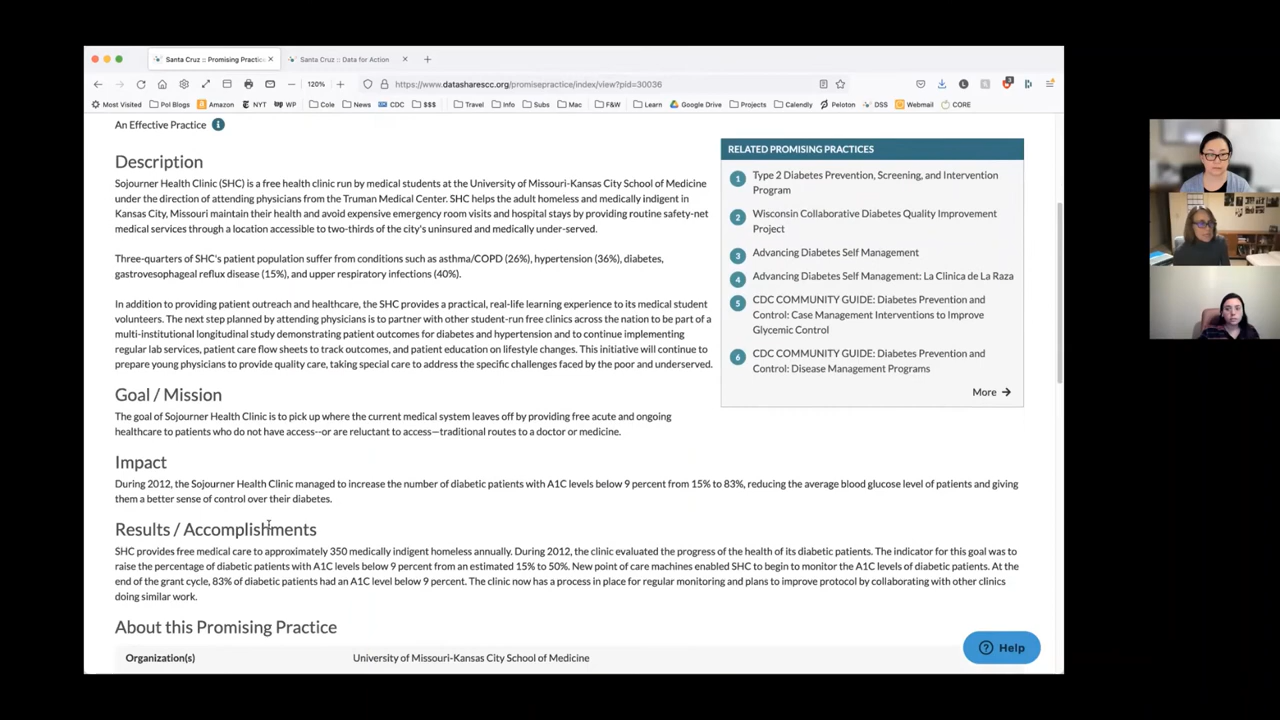 Santa Cruz :: Promising Practic
Santa Cruz :: Data for Action
120%
https://www.datasharescc.org/promisepractice/index/view?pid=30036
Most Visited Pol Blogs Amazon NYT WP Cole News CDC $$$ Travel Info Subs Mac F&W Learn Google Drive Projects Calendly Peloton DSS Webmail CORE
An Effective Practice
Description
Sojourner Health Clinic (SHC) is a free health clinic run by medical students at the University of Missouri-Kansas City School of Medicine
under the direction of attending physicians from the Truman Medical Center. SHC helps the adult homeless and medically indigent in
Kansas City, Missouri maintain their health and avoid expensive emergency room visits and hospital stays by providing routine safety-net
medical services through a location accessible to two-thirds of the city's uninsured and medically under-served.
Three-quarters of SHC's patient population suffer from conditions such as asthma/COPD (26%), hypertension (36%), diabetes,
gastrovesophageal reflux disease (15%), and upper respiratory infections (40%).
In addition to providing patient outreach and healthcare, the SHC provides a practical, real-life learning experience to its medical student
volunteers. The next step planned by attending physicians is to partner with other student-run free clinics across the nation to be part of a
multi-institutional longitudinal study demonstrating patient outcomes for diabetes and hypertension and to continue implementing
regular lab services, patient care flow sheets to track outcomes, and patient education on lifestyle changes. This initiative will continue to
prepare young physicians to provide quality care, taking special care to address the specific challenges faced by the poor and underserved.
RELATED PROMISING PRACTICES
1 Type 2 Diabetes Prevention, Screening, and Intervention
Program
2 Wisconsin Collaborative Diabetes Quality Improvement
Project
3 Advancing Diabetes Self Management
4 Advancing Diabetes Self Management: La Clinica de La Raza
5 CDC COMMUNITY GUIDE: Diabetes Prevention and
Control: Case Management Interventions to Improve
Glycemic Control
6 CDC COMMUNITY GUIDE: Diabetes Prevention and
Control: Disease Management Programs
More
Goal / Mission
The goal of Sojourner Health Clinic is to pick up where the current medical system leaves off by providing free acute and ongoing
healthcare to patients who do not have access--or are reluctant to access—traditional routes to a doctor or medicine.
Impact
During 2012, the Sojourner Health Clinic managed to increase the number of diabetic patients with A1C levels below 9 percent from 15% to 83%, reducing the average blood glucose level of patients and giving
them a better sense of control over their diabetes.
Results / Accomplishments
SHC provides free medical care to approximately 350 medically indigent homeless annually. During 2012, the clinic evaluated the progress of the health of its diabetic patients. The indicator for this goal was to
raise the percentage of diabetic patients with A1C levels below 9 percent from an estimated 15% to 50%. New point of care machines enabled SHC to begin to monitor the A1C levels of diabetic patients. At the
end of the grant cycle, 83% of diabetic patients had an A1C level below 9 percent. The clinic now has a process in place for regular monitoring and plans to improve protocol by collaborating with other clinics
doing similar work.
About this Promising Practice
Organization(s) University of Missouri-Kansas City School of Medicine
Help